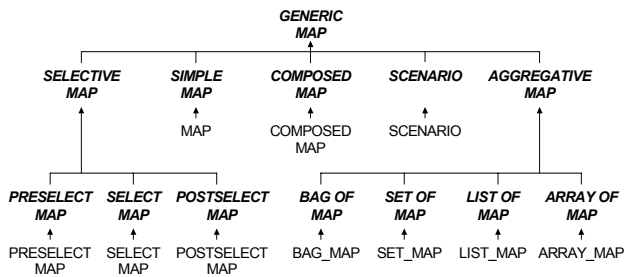 GENERIC
MAP
SELECTIVE
MAP
SIMPLE
MAP
COMPOSED
MAP
SCENARIO
AGGREGATIVE
MAP
MAP
COMPOSED
MAP
SCENARIO
PRESELECT
MAP
SELECT
MAP
POSTSELECT
MAP
BAG OF
MAP
SET OF
MAP
LIST OF
MAP
ARRAY OF
MAP
PRESELECT
MAP
SELECT
MAP
POSTSELECT
MAP
BAG_MAP
SET_MAP
LIST_MAP
ARRAY_MAP